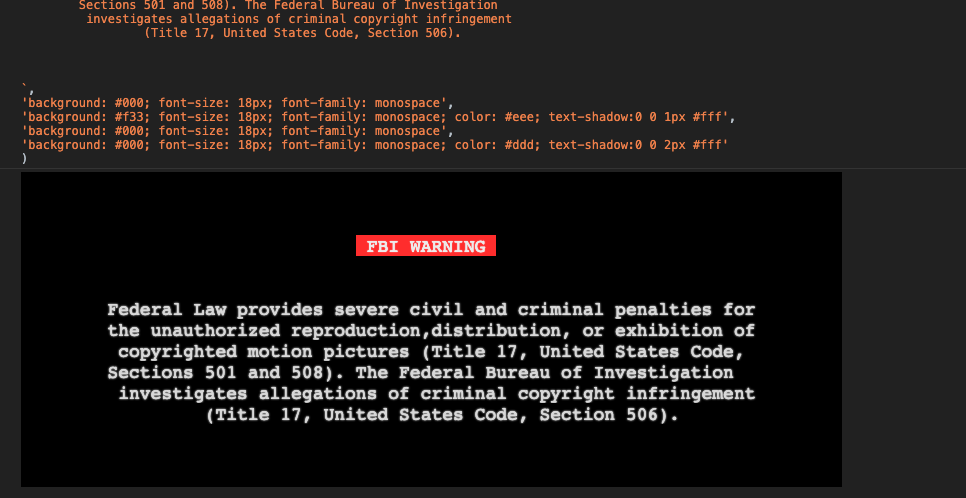 Sections 501 and 508). The Federal Bureau of Investigation
investigates allegations of criminal copyright infringement
(Title 17, United States Code, Section 506).
`,
'background: #000; font-size: 18px; font-family: monospace',
'background: #f33; font-size: 18px; font-family: monospace; color: #eee; text-shadow:0 0 1px #fff',
'background: #000; font-size: 18px; font-family: monospace',
'background: #000; font-size: 18px; font-family: monospace; color: #ddd; text-shadow:0 0 2px #fff'
)
FBI WARNING
Federal Law provides severe civil and criminal penalties for
the unauthorized reproduction,distribution, or exhibition of
copyrighted motion pictures (Title 17, United States Code,
Sections 501 and 508). The Federal Bureau of Investigation
investigates allegations of criminal copyright infringement
(Title 17, United States Code, Section 506).